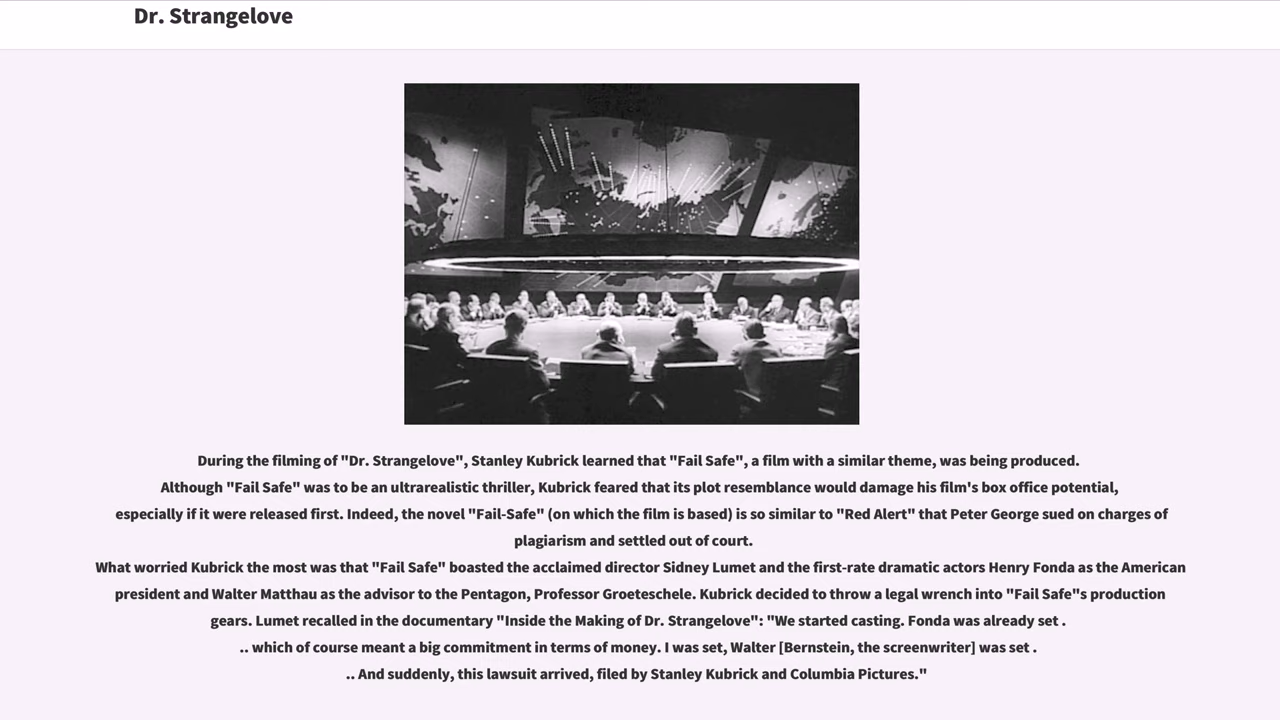 Dr. Strangelove
During the filming of "Dr. Strangelove", Stanley Kubrick learned that "Fail Safe", a film with a similar theme, was being produced.
Although "Fail Safe" was to be an ultrarealistic thriller, Kubrick feared that its plot resemblance would damage his film's box office potential,
especially if it were released first. Indeed, the novel "Fail-Safe" (on which the film is based) is so similar to "Red Alert" that Peter George sued on charges of
plagiarism and settled out of court.
What worried Kubrick the most was that "Fail Safe" boasted the acclaimed director Sidney Lumet and the first-rate dramatic actors Henry Fonda as the American
president and Walter Matthau as the advisor to the Pentagon, Professor Groeteschele. Kubrick decided to throw a legal wrench into "Fail Safe"s production
gears. Lumet recalled in the documentary "Inside the Making of Dr. Strangelove": "We started casting. Fonda was already set .
.. which of course meant a big commitment in terms of money. I was set, Walter [Bernstein, the screenwriter] was set .
.. And suddenly, this lawsuit arrived, filed by Stanley Kubrick and Columbia Pictures."